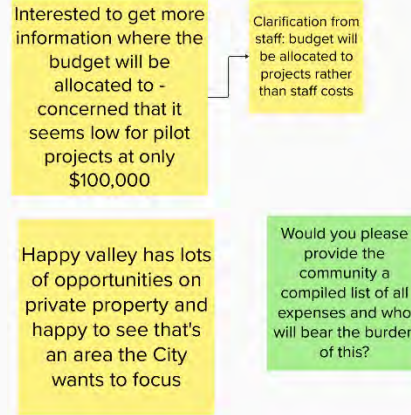 Interested to get more
information where the
budget will be
allocated to -
concerned that it
seems low for pilot
projects at only
$100,000
Clarification from
staff: budget will
be allocated to
projects rather
than staff costs
Happy valley has lots
of opportunities on
private property and
happy to see that's
an area the City
wants to focus
Would you please
provide the
community a
compiled list of all
expenses and who
will bear the burden
of this?